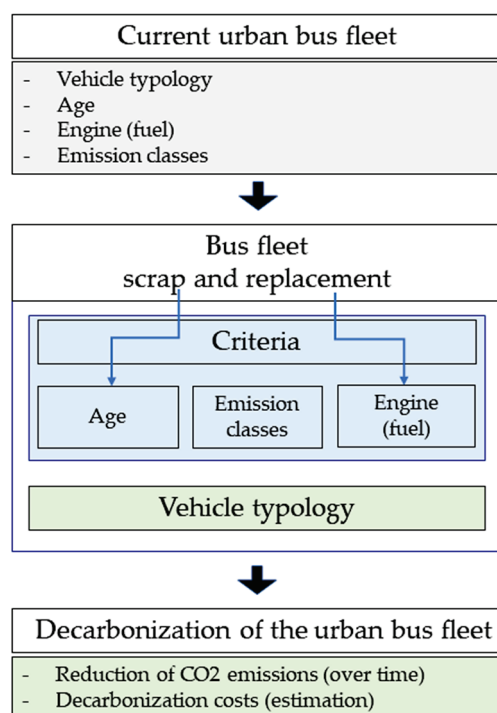 Current urban bus fleet
- Vehicle typology
- Age
- Engine (fuel)
- Emission classes
Bus fleet
scrap and replacement
Criteria
Age
Emission
classes
Engine
(fuel)
Vehicle typology
Decarbonization of the urban bus fleet
- Reduction of CO2 emissions (over time)
- Decarbonization costs (estimation)